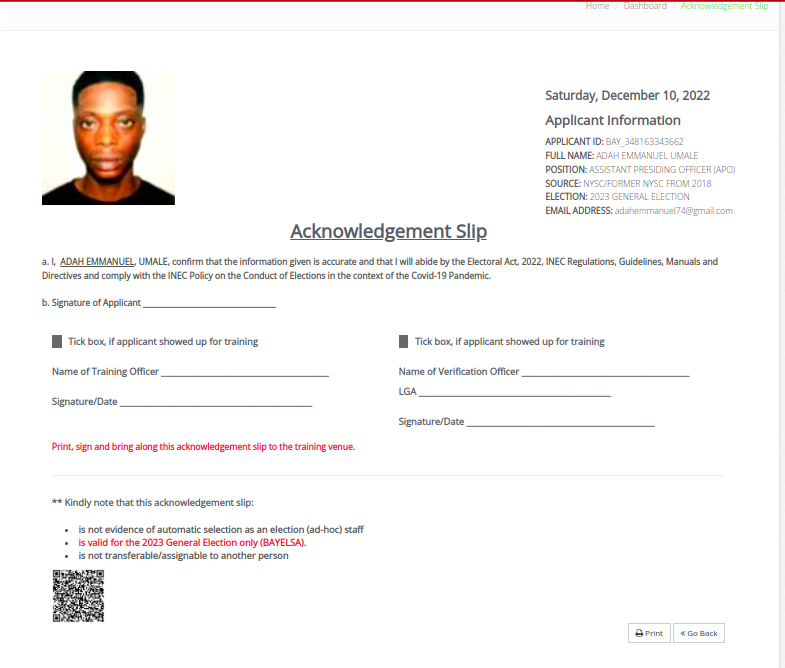 Home / Dashboard / Acknowledgement Slip
Saturday, December 10, 2022
Applicant Information
APPLICANT ID: BAY_348163343662
FULL NAME: ADAH EMMANUEL UMALE
POSITION: ASSISTANT PRESIDING OFFICER (APO)
SOURCE: NYSC/FORMER NYSC FROM 2018
ELECTION: 2023 GENERAL ELECTION
EMAIL ADDRESS: adahemmanuel74@gmail.com
Acknowledgement Slip
a. I, ADAH EMMANUEL, UMALE, confirm that the information given is accurate and that I will abide by the Electoral Act, 2022, INEC Regulations, Guidelines, Manuals and
Directives and comply with the INEC Policy on the Conduct of Elections in the context of the Covid-19 Pandemic.
b. Signature of Applicant ______________________________
Tick box, if applicant showed up for training
Name of Training Officer ______________________________________
Signature/Date ____________________________________________
Tick box, if applicant showed up for training
Name of Verification Officer ______________________________________
LGA ____________________________________________
Signature/Date ___________________________________________
Print, sign and bring along this acknowledgement slip to the training venue.
** Kindly note that this acknowledgement slip:
• is not evidence of automatic selection as an election (ad-hoc) staff
• is valid for the 2023 General Election only (BAYELSA).
• is not transferable/assignable to another person
Print
« Go Back